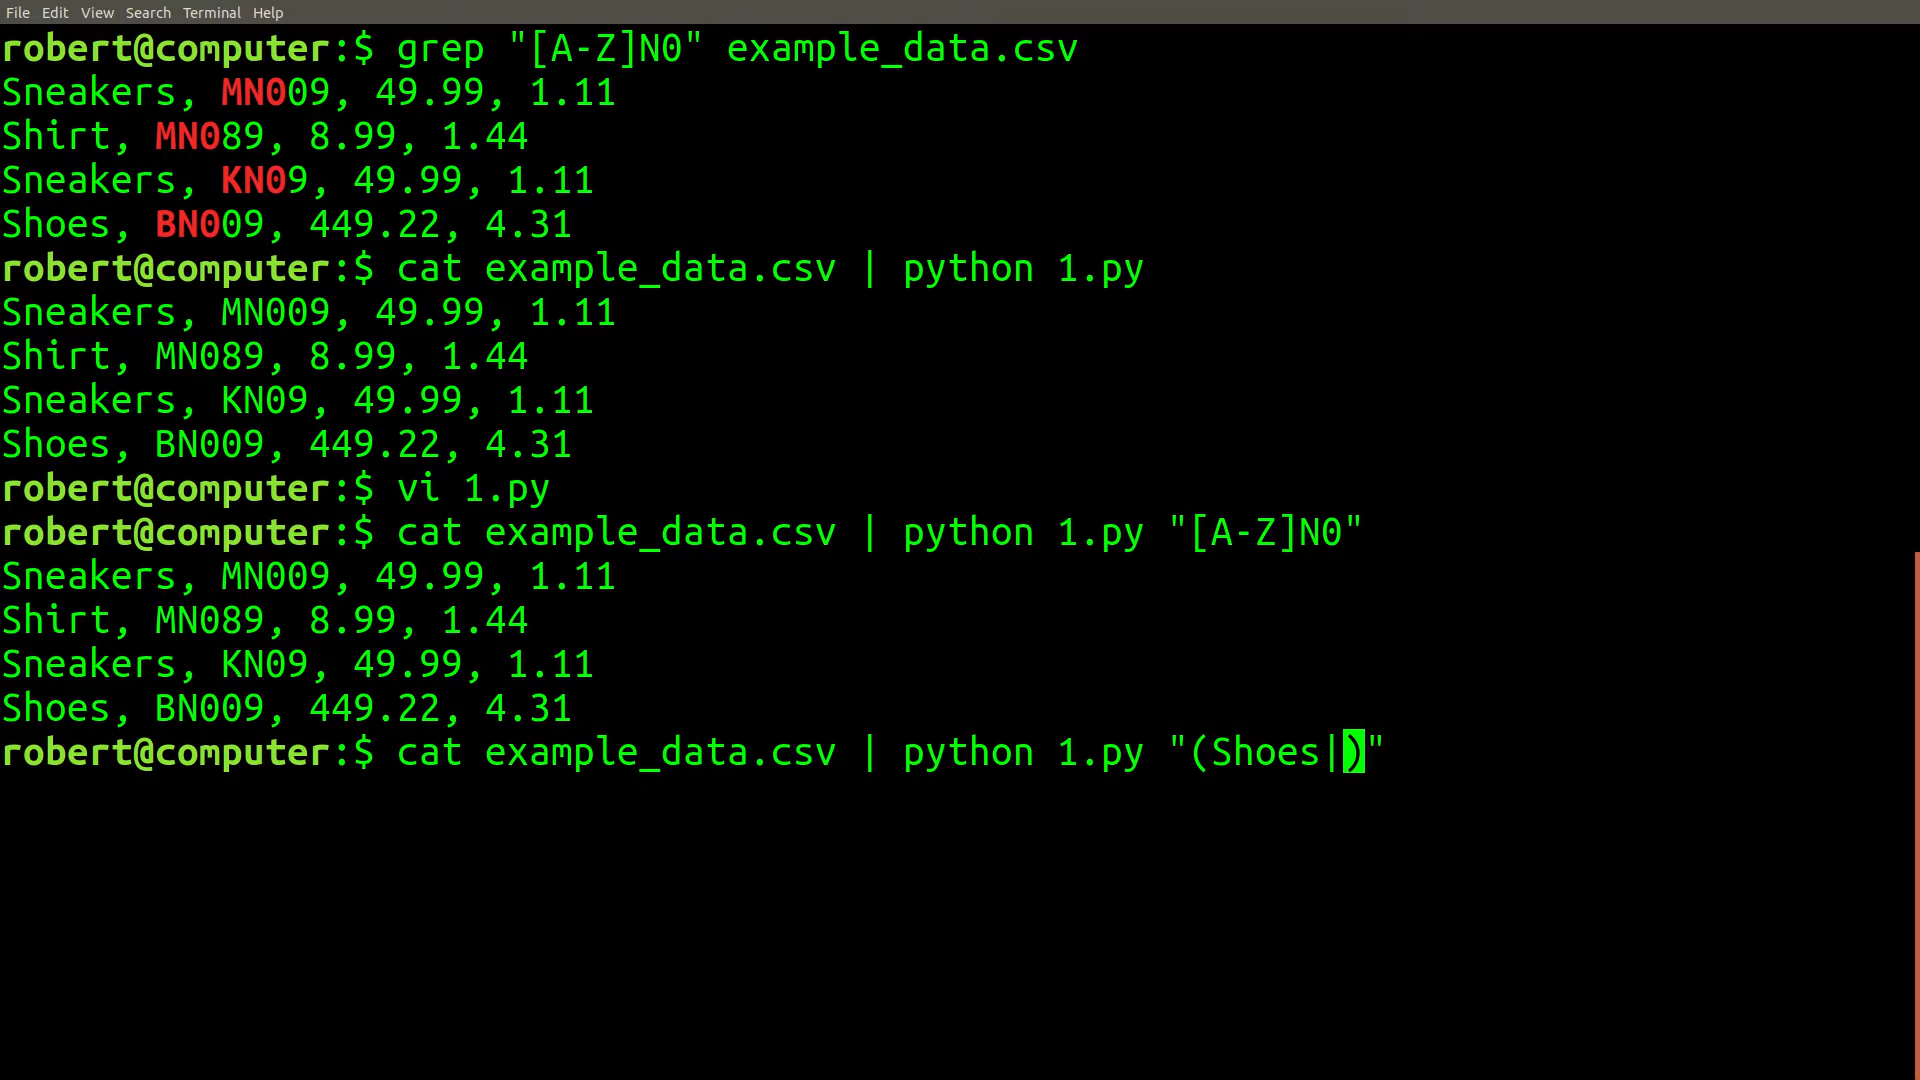 File Edit View Search Terminal Help
robert@computer:$ grep "[A-Z]N0" example_data.csv
Sneakers, MN009, 49.99, 1.11
Shirt, MN089, 8.99, 1.44
Sneakers, KN09, 49.99, 1.11
Shoes, BN009, 449.22, 4.31
robert@computer:$ cat example_data.csv | python 1.py
Sneakers, MN009, 49.99, 1.11
Shirt, MN089, 8.99, 1.44
Sneakers, KN09, 49.99, 1.11
Shoes, BN009, 449.22, 4.31
robert@computer:$ vi 1.py
robert@computer:$ cat example_data.csv | python 1.py "[A-Z]N0"
Sneakers, MN009, 49.99, 1.11
Shirt, MN089, 8.99, 1.44
Sneakers, KN09, 49.99, 1.11
Shoes, BN009, 449.22, 4.31
robert@computer:$ cat example_data.csv | python 1.py "(Shoes|)"